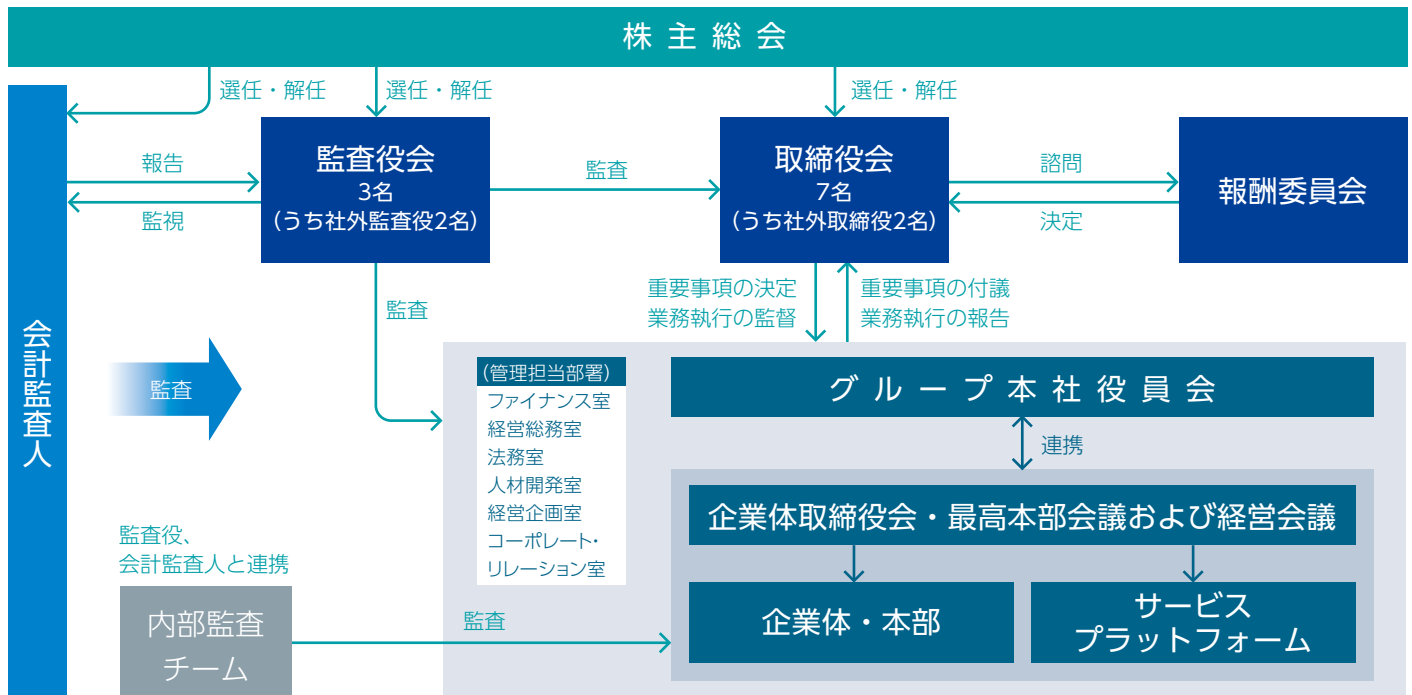 株主総会
選任・解任
選任・解任
選任・解任
会計監査人
報告
監視
監査役会
3名
(うち社外監査役2名)
監査
取締役会
7名
(うち社外取締役2名)
諮問
決定
報酬委員会
監査
重要事項の決定
業務執行の監督
重要事項の付議
業務執行の報告
監査
(管理担当部署)
ファイナンス室
経営総務室
法務室
人材開発室
経営企画室
コーポレート・
リレーション室
グループ本社役員会
連携
企業体取締役会・最高本部会議および経営会議
企業体・本部
サービス
プラットフォーム
監査役、
会計監査人と連携
内部監査
チーム
監査